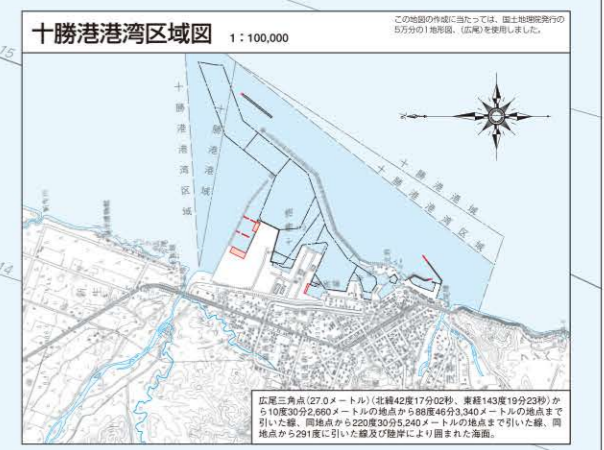 十勝港港湾区域図 1：100,000
この地図の作成に当たっては、国土地理院発行の
5万分の1地形図、(広尾)を使用しました。
15
14
十勝港港域
十勝港港湾区域
十勝港港域
十勝港港湾区域
十勝港
広尾三角点(27.0メートル)(北緯42度17分02秒、東経143度19分23秒)か
ら10度30分2,660メートルの地点から88度46分3,340メートルの地点まで
引いた線、同地点から220度30分5,240メートルの地点まで引いた線、同
地点から291度に引いた線及び陸岸により囲まれた海面。